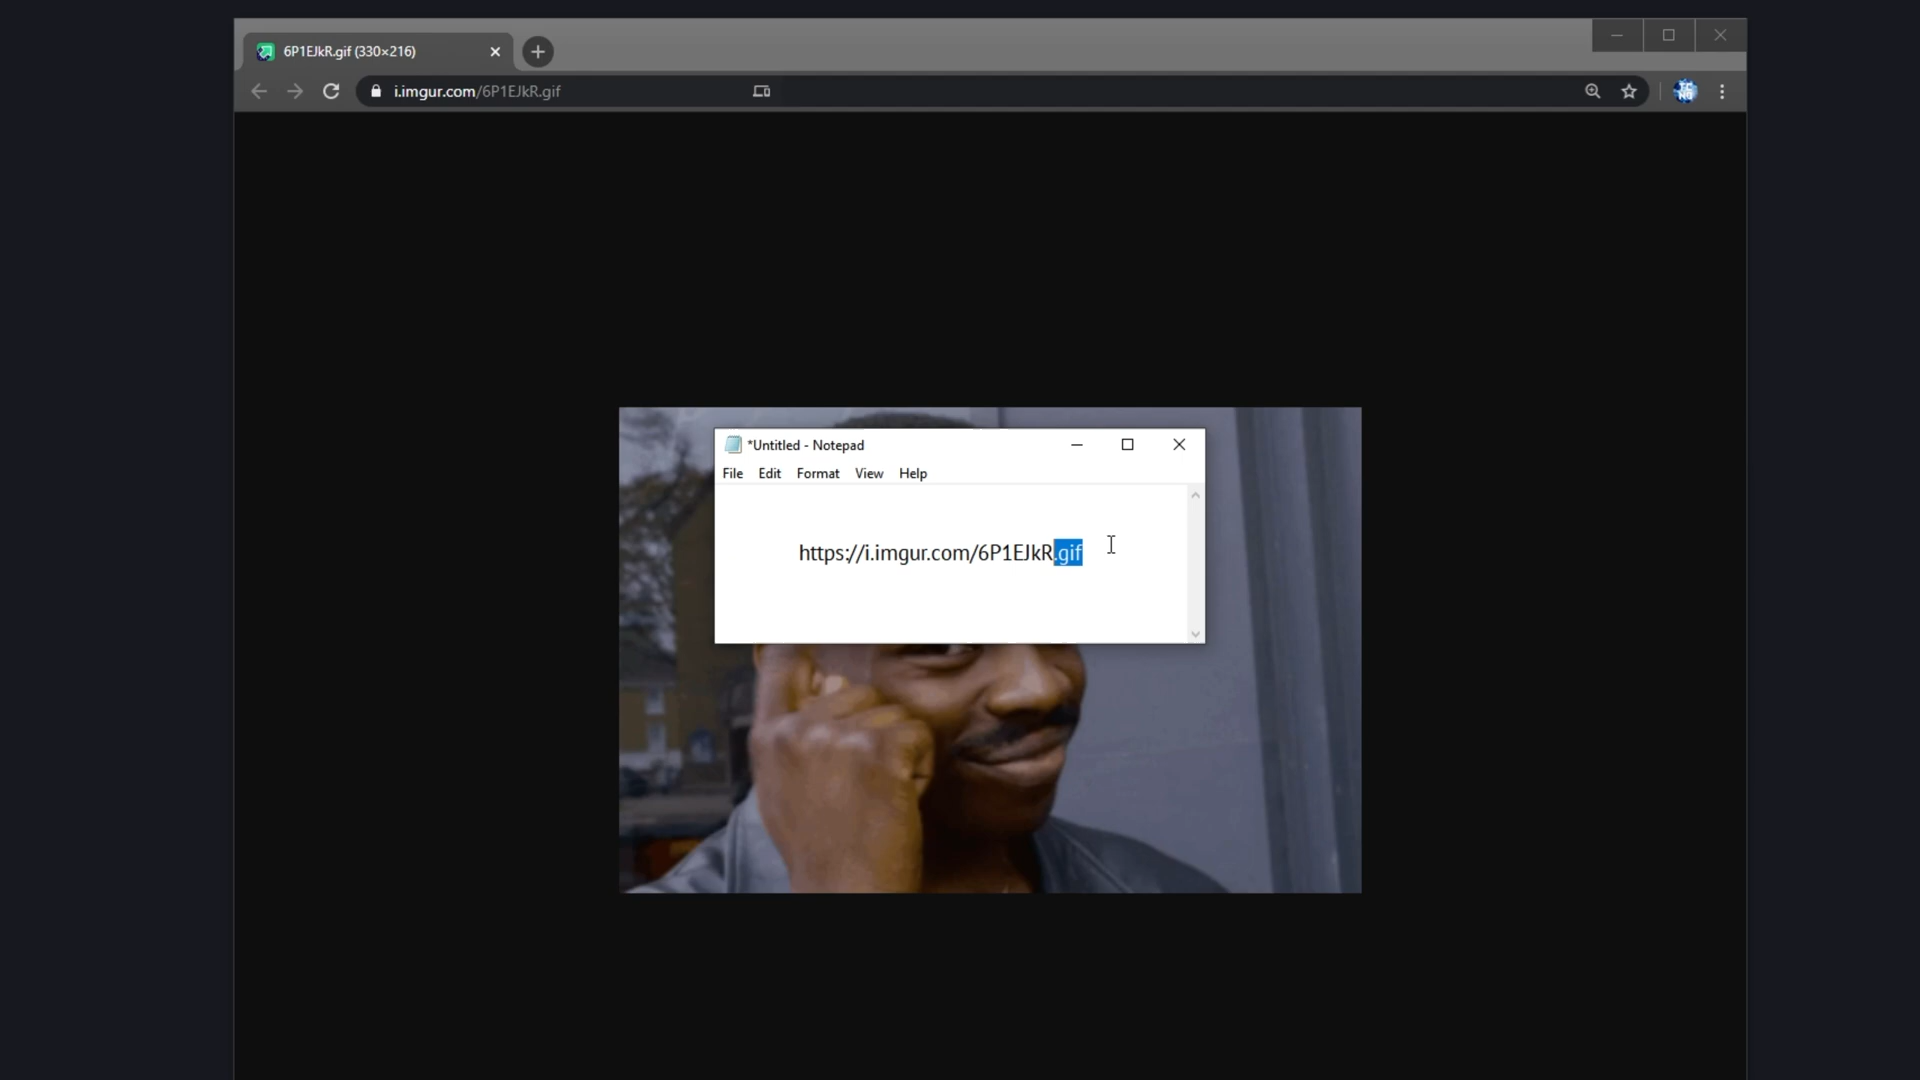 6P1EJkR.gif (330×216)
i.imgur.com/6P1EJkR.gif
*Untitled - Notepad
File Edit Format View Help
https://i.imgur.com/6P1EJkR.gif